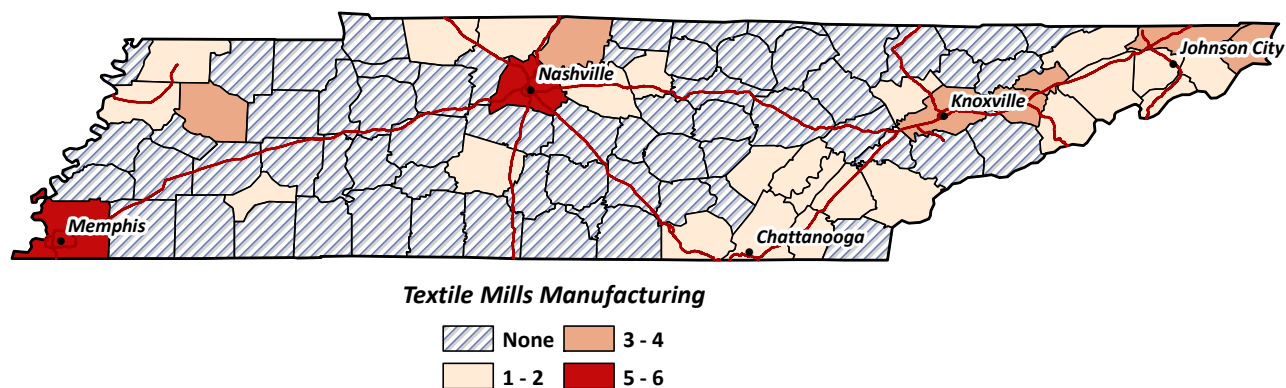 Johnson City
Nashville
Knoxville
Memphis
Chattanooga
Textile Mills Manufacturing
None
3 - 4
1 - 2
5 - 6